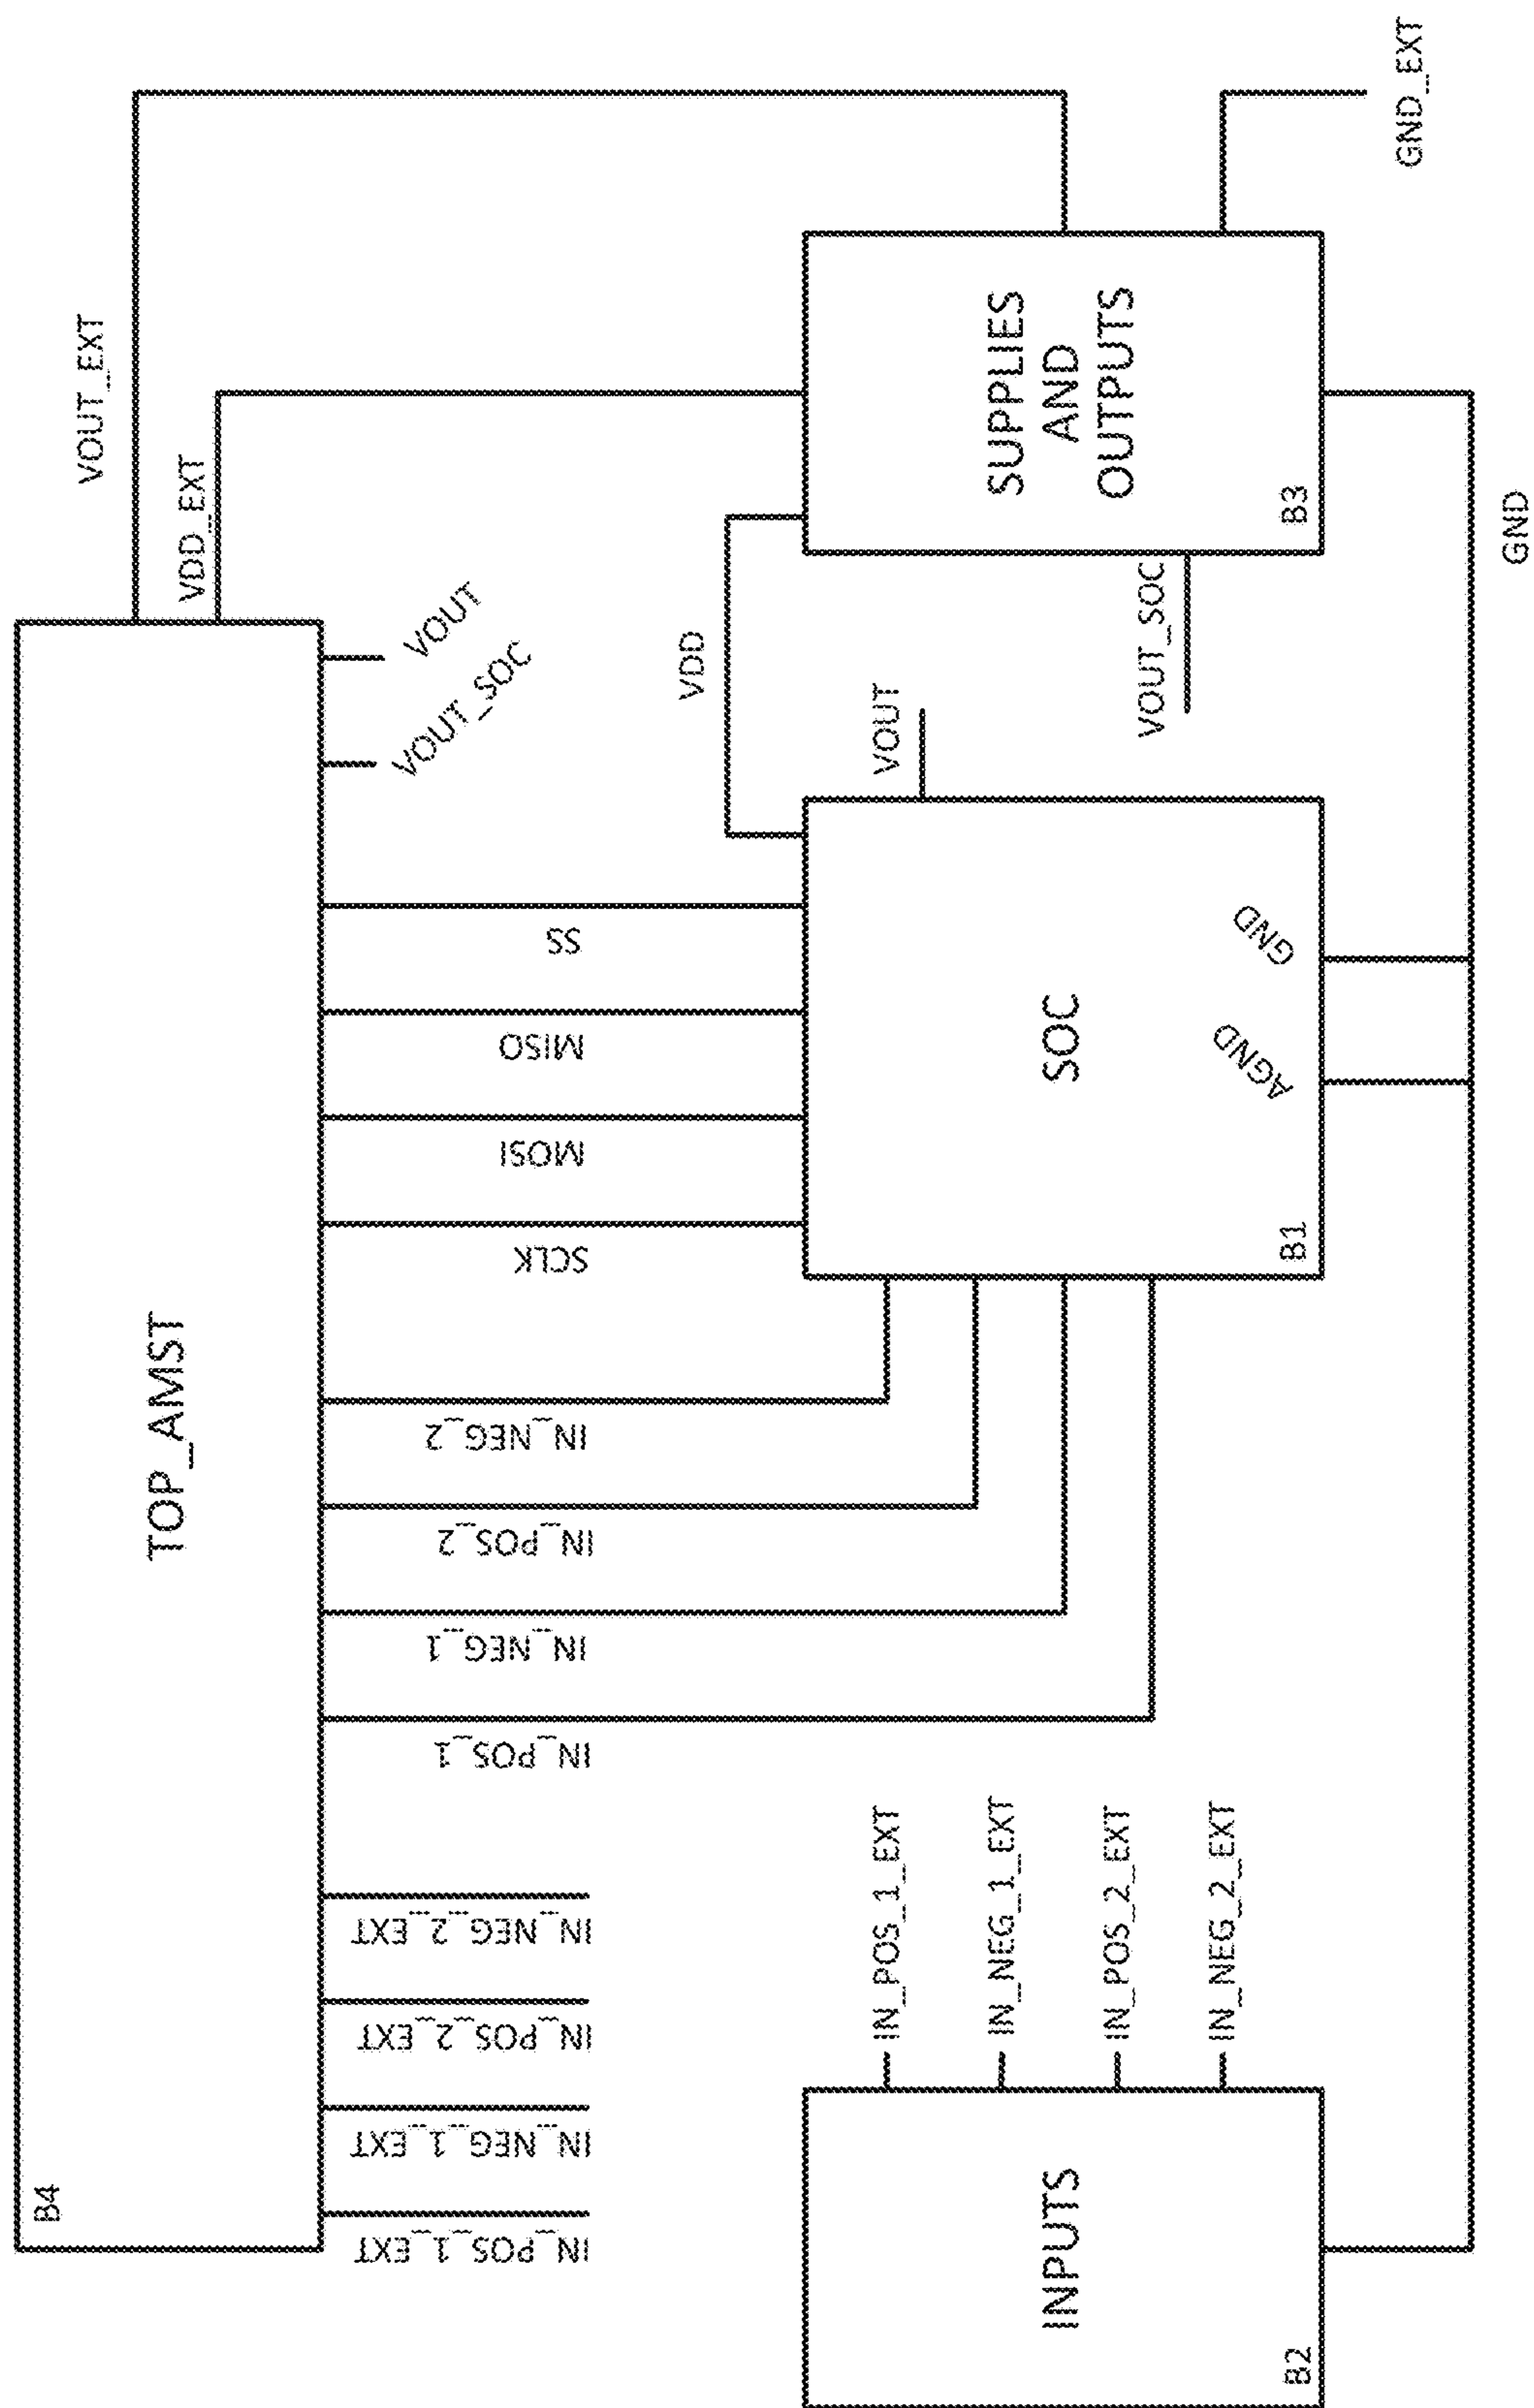 B4
TOP_AMST
VOUT_EXT
VDD_EXT
IN_POS_1_EXT
IN_NEG_1_EXT
IN_POS_2_EXT
IN_NEG_2_EXT
IN_POS_1
IN_NEG_1
IN_POS_2
IN_NEG_2
SCLK
MOSI
MISO
SS
VOUT_SOC
VOUT
VDD
INPUTS
B2
IN_POS_1_EXT
IN_NEG_1_EXT
IN_POS_2_EXT
IN_NEG_2_EXT
SOC
B1
AGND
GND
VOUT
VOUT_SOC
SUPPLIES
AND
OUTPUTS
B3
GND_EXT
GND